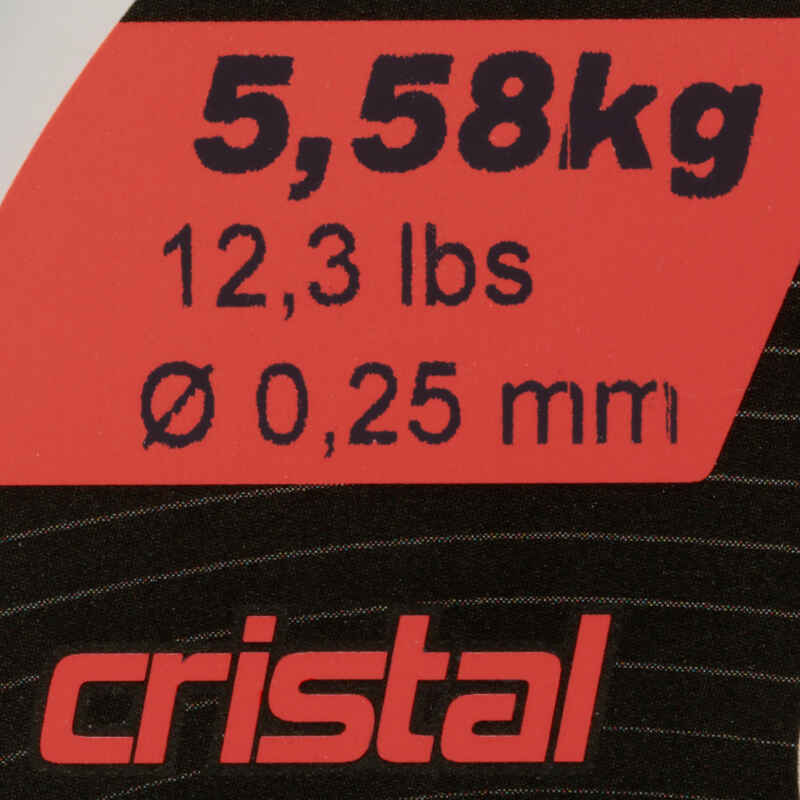 5,58kg
12,3 lbs
Ø 0,25 mm
cristal